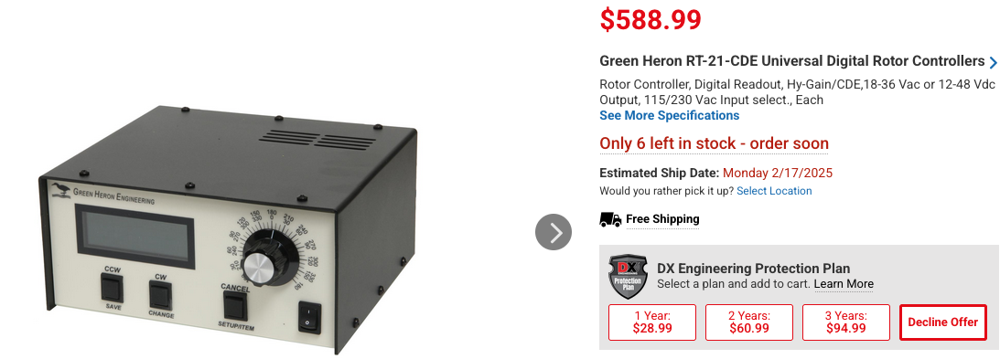 $588.99
Green Heron RT-21-CDE Universal Digital Rotor Controllers
Rotor Controller, Digital Readout, Hy-Gain/CDE,18-36 Vac or 12-48 Vdc
Output, 115/230 Vac Input select., Each
See More Specifications
Only 6 left in stock - order soon
Estimated Ship Date: Monday 2/17/2025
Would you rather pick it up? Select Location
Free Shipping
DX
Protection
Plan
DX Engineering Protection Plan
Select a plan and add to cart. Learn More
1 Year:
$28.99
2 Years:
$60.99
3 Years:
$94.99
Decline Offer
GREEN HERON ENGINEERING
CCW
SAVE
CW
CHANGE
CANCEL
SETUP/ITEM